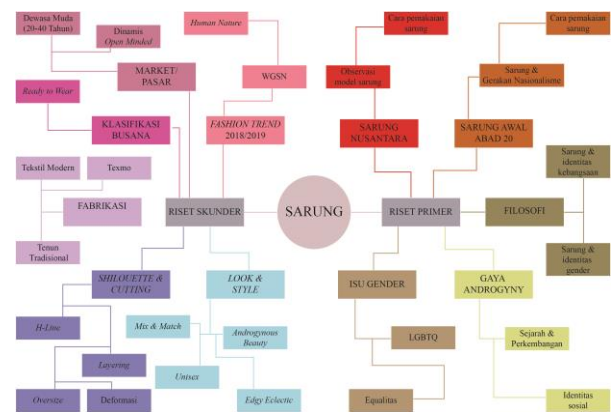 Dewasa Muda
(20-40 Tahun)
Dinamis
Open Minded
MARKET/
PASAR
Ready to Wear
KLASIFIKASI
BUSANA
Human Nature
WGSN
FASHION TREND
2018/2019
Cara pemakaian
sarung
Observasi
model sarung
SARUNG
NUSANTARA
Cara pemakaian
sarung
Sarung &
Gerakan Nasionalisme
SARUNG AWAL
ABAD 20
Tekstil Modern
Texmo
FABRIKASI
Tenun
Tradisional
RISET SKUNDER
SARUNG
RISET PRIMER
FILOSOFI
Sarung &
identitas
kebangsaan
Sarung &
identitas
gender
SHILOUETTE &
CUTTING
H-Line
Layering
Oversize
Deformasi
LOOK &
STYLE
Mix & Match
Androgynous
Beauty
Unisex
Edgy Eclectic
ISU GENDER
LGBTQ
Equalitas
GAYA
ANDROGYNY
Sejarah &
Perkembangan
Identitas
sosial